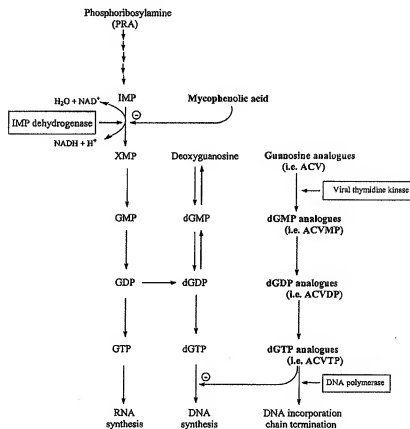 Phosphoribosylamine
(PRA)
IMP
H₂O + NAD⁺
⊖
Mycophenolic acid
IMP dehydrogenase
NADH + H⁺
XMP
Deoxyguanosine
Guanosine analogues
(i.e. ACV)
Viral thymidine kinase
GMP
dGMP
dGMP analogues
(i.e. ACVMP)
GDP
dGDP
dGDP analogues
(i.e. ACVDP)
GTP
dGTP
dGTP analogues
(i.e. ACVTP)
⊖
DNA polymerase
RNA
synthesis
DNA
synthesis
DNA incorporation
chain termination